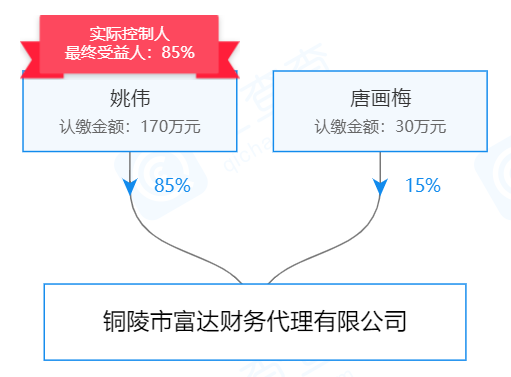 实际控制人
最终受益人：85%
姚伟
认缴金额：170万元
唐画梅
认缴金额：30万元
85%
15%
铜陵市富达财务代理有限公司